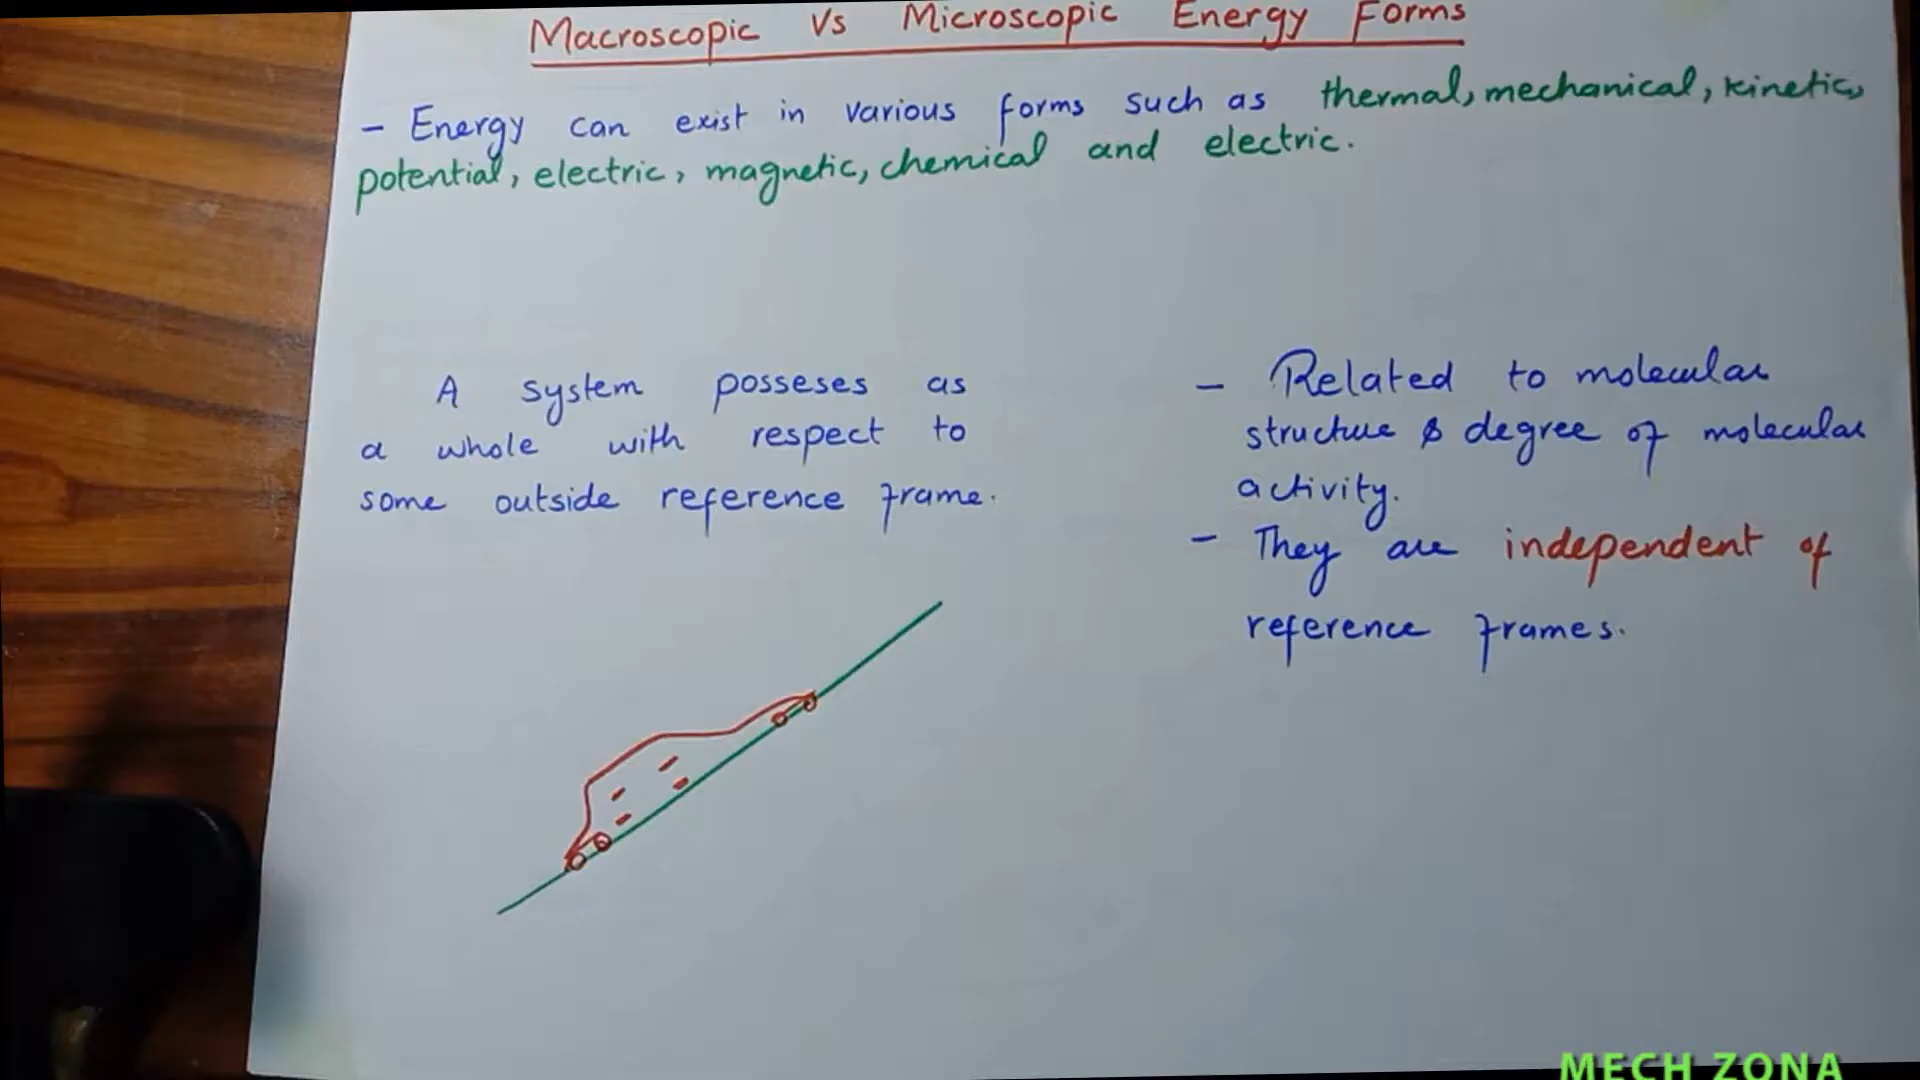 Macroscopic Vs Microscopic Energy Forms
- Energy can exist in various forms such as thermal, mechanical, kinetic,
potential, electric, magnetic, chemical and electric.
A system posseses as
a whole with respect to
some outside reference frame.
- Related to molecular
structure & degree of molecular
activity.
- They are independent of
reference frames.
MECH ZONA